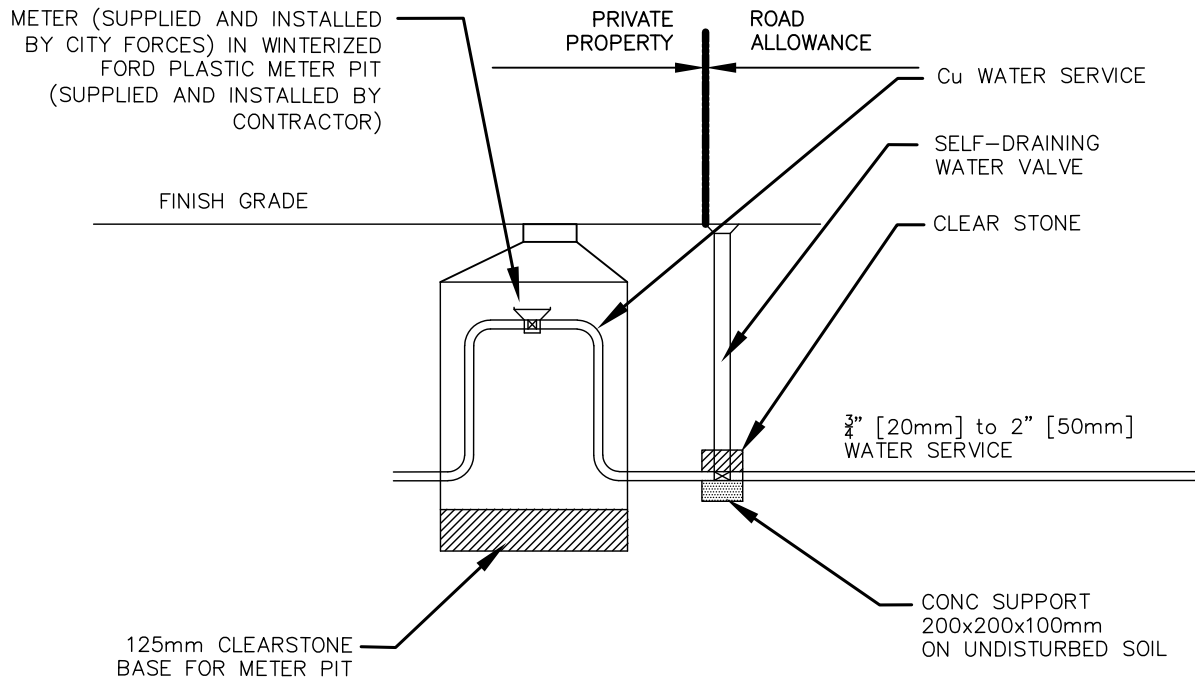 METER (SUPPLIED AND INSTALLED
BY CITY FORCES) IN WINTERIZED
FORD PLASTIC METER PIT
(SUPPLIED AND INSTALLED BY
CONTRACTOR)
PRIVATE
PROPERTY
ROAD
ALLOWANCE
Cu WATER SERVICE
SELF-DRAINING
WATER VALVE
CLEAR STONE
FINISH GRADE
3/4" [20mm] to 2" [50mm]
WATER SERVICE
CONC SUPPORT
200x200x100mm
ON UNDISTURBED SOIL
125mm CLEARSTONE
BASE FOR METER PIT